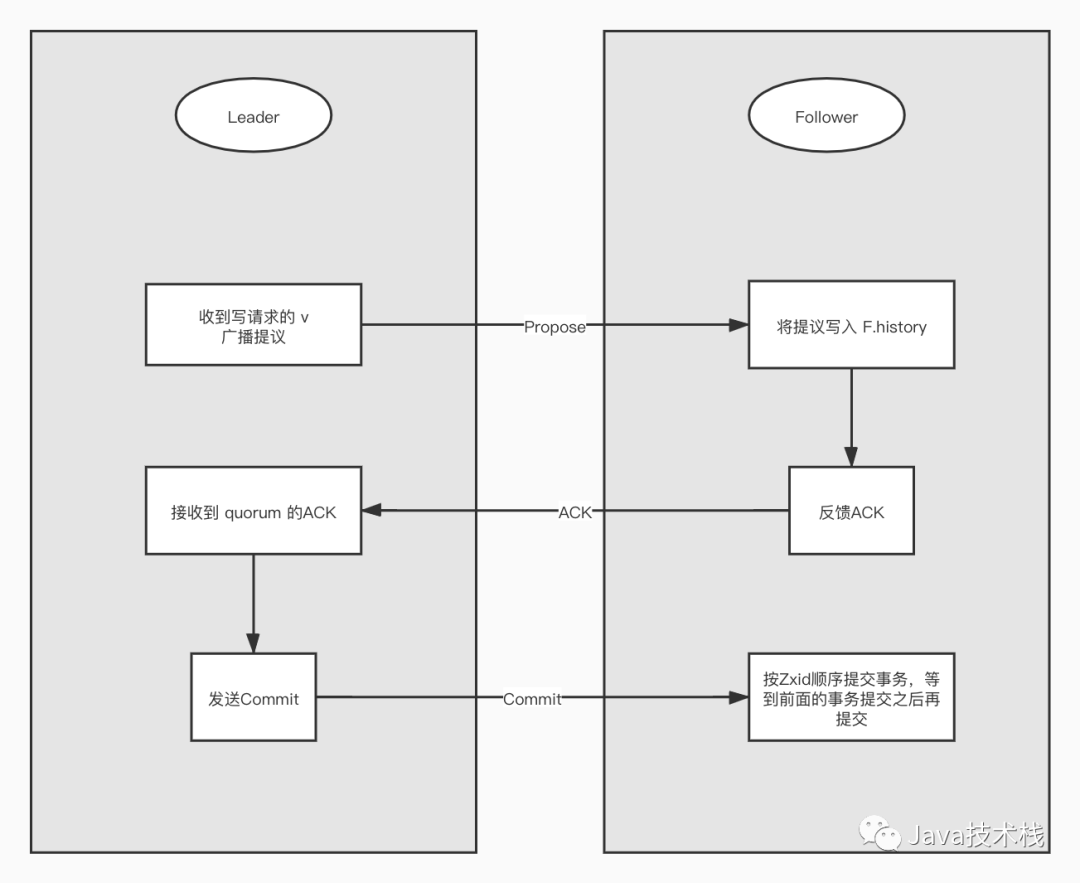 Leader
Follower
收到写请求的 v
广播提议
Propose
将提议写入 F.history
接收到 quorum 的ACK
ACK
反馈ACK
发送Commit
Commit
按Zxid顺序提交事务，等
到前面的事务提交之后再
提交
Java技术栈